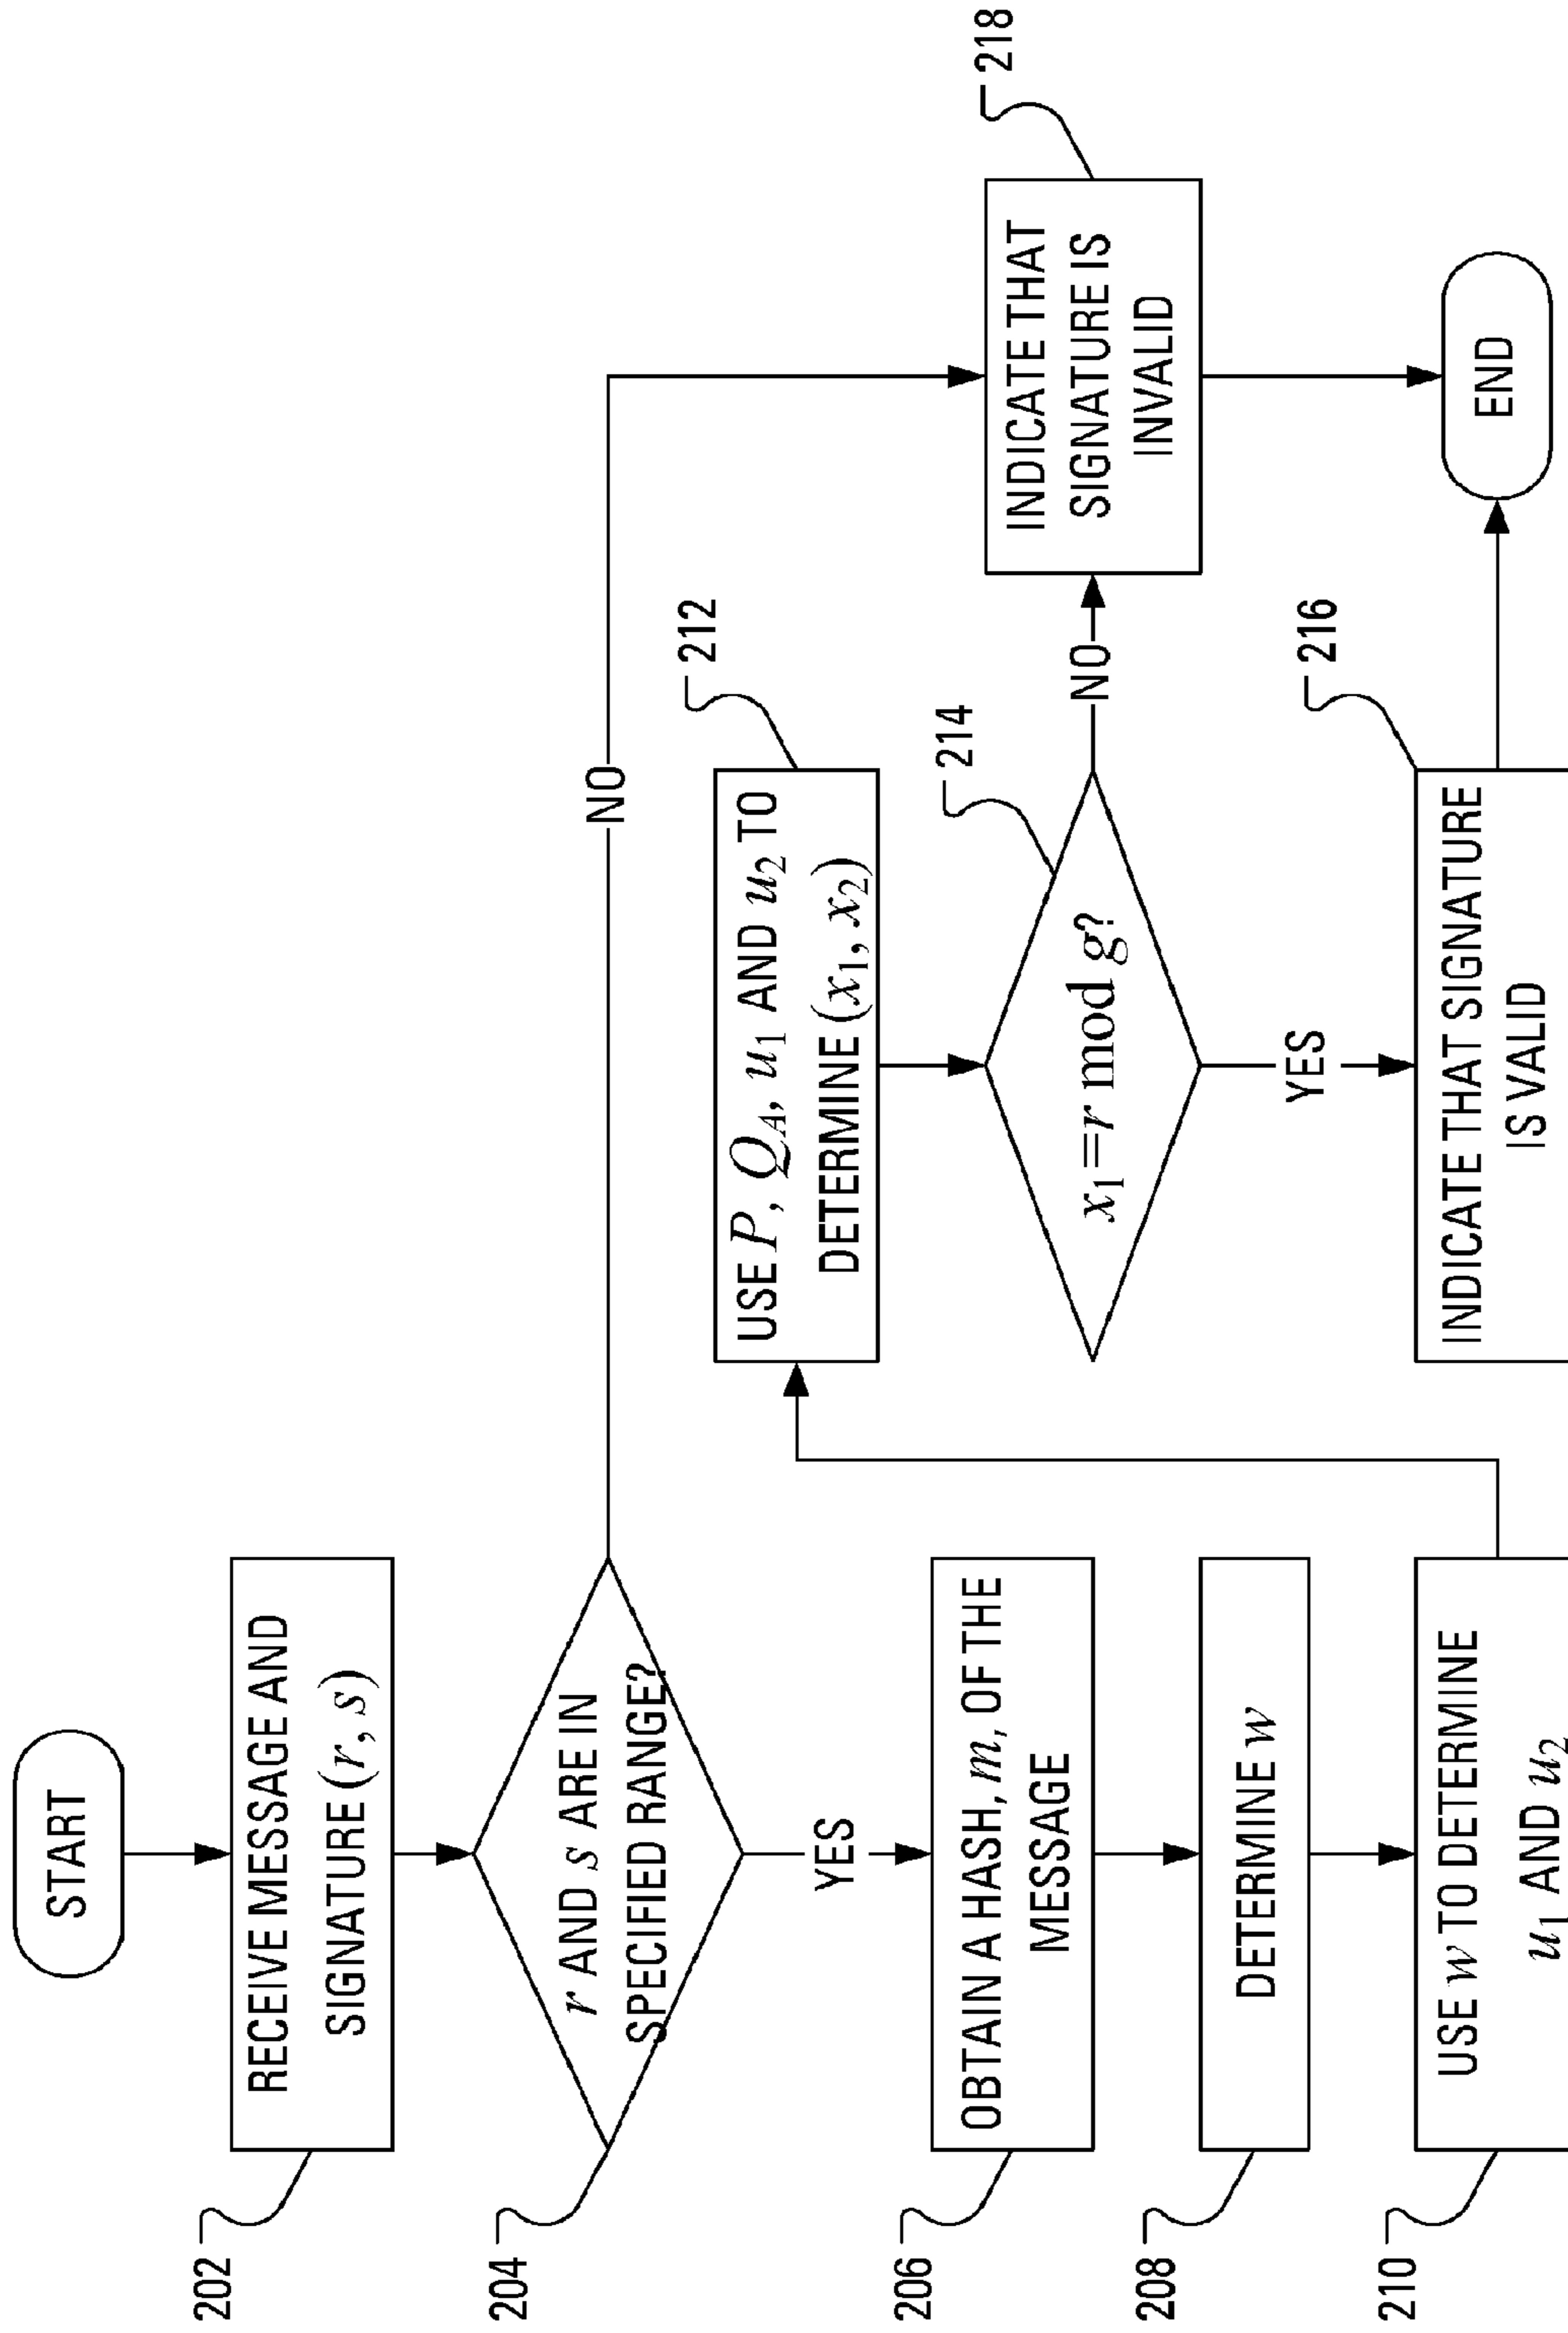 START
202
RECEIVE MESSAGE AND
SIGNATURE (r, s)
204
r AND s ARE IN
SPECIFIED RANGE?
NO
YES
206
OBTAIN A HASH, m, OF THE
MESSAGE
208
DETERMINE w
210
USE w TO DETERMINE
u₁ AND u₂
212
USE P, Q_A, u₁ AND u₂ TO
DETERMINE (x₁, x₂)
214
x₁=r mod g?
NO
YES
216
INDICATE THAT SIGNATURE
IS VALID
218
INDICATE THAT
SIGNATURE IS
INVALID
END